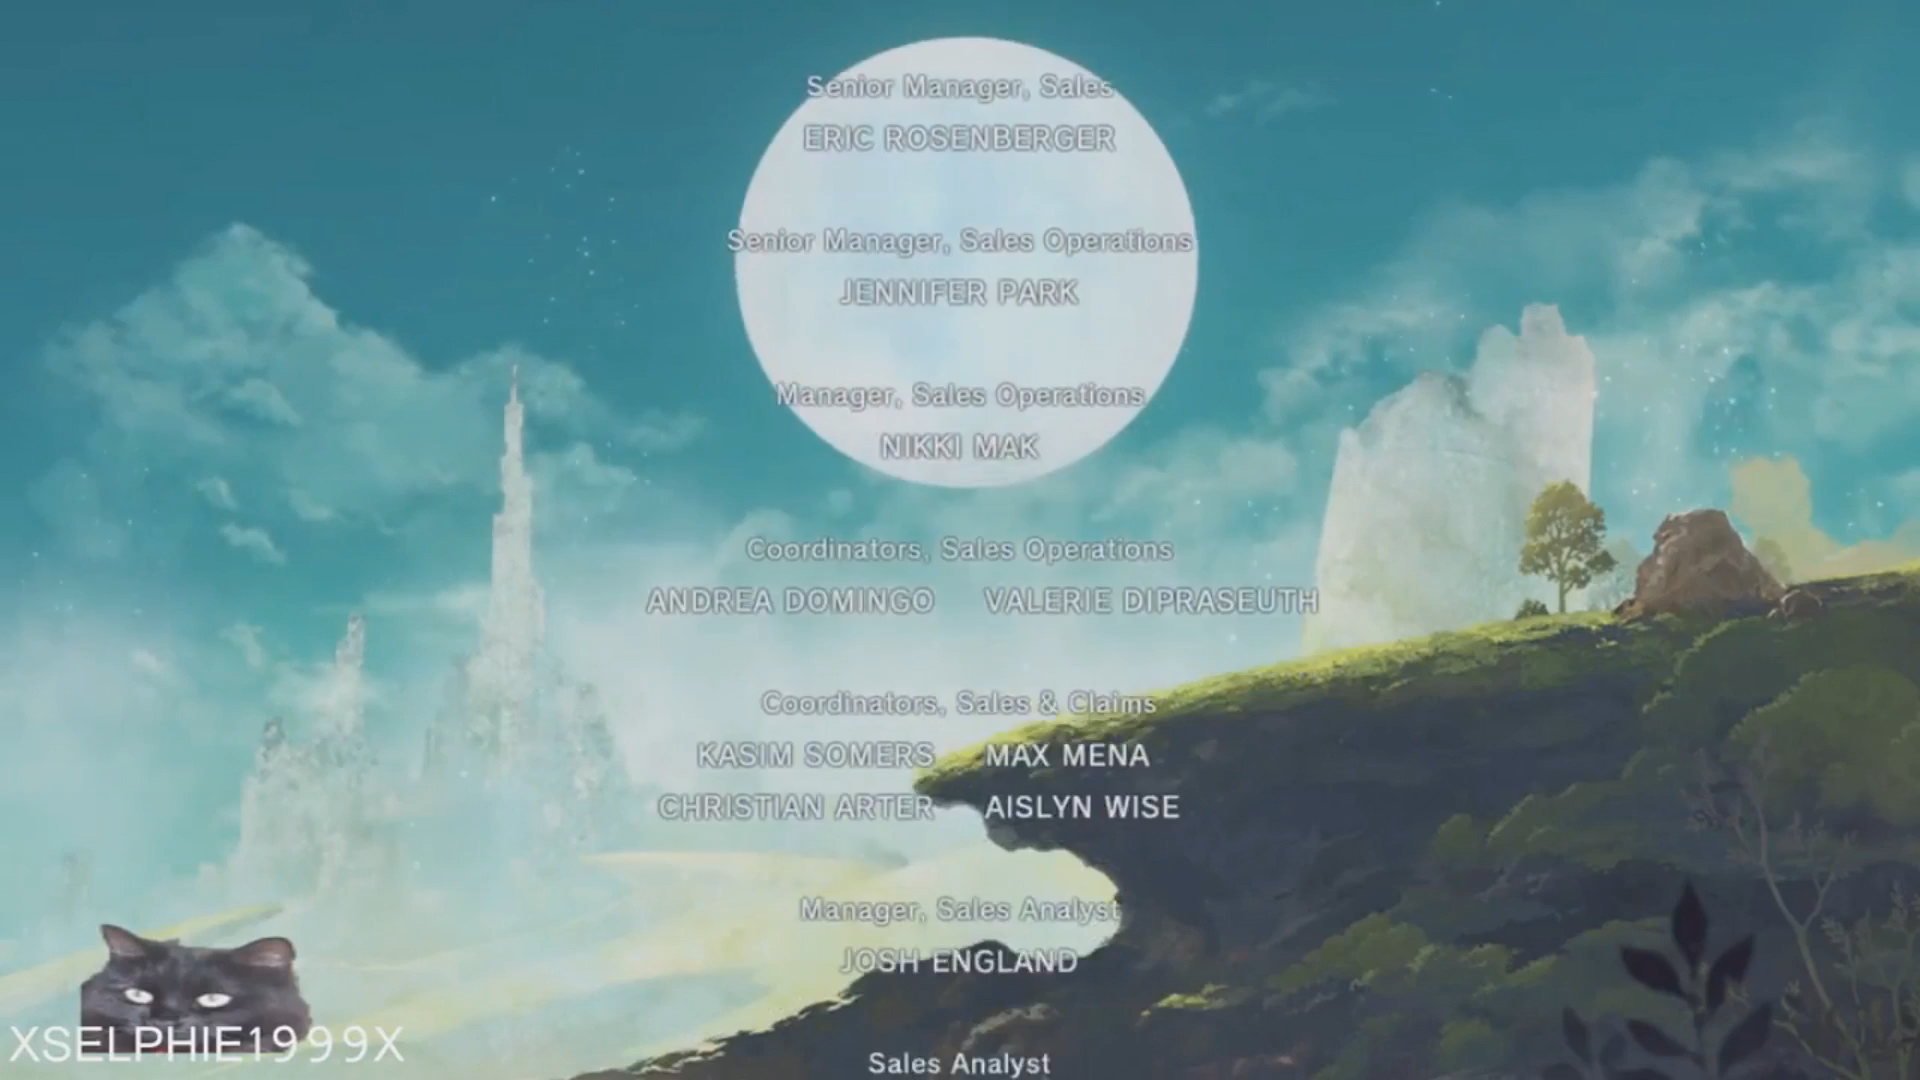 Senior Manager, Sales
ERIC ROSENBERGER
Senior Manager, Sales Operations
JENNIFER PARK
Manager, Sales Operations
NIKKI MAK
Coordinators, Sales Operations
ANDREA DOMINGO VALERIE DIPRASEUTH
Coordinators, Sales & Claims
KASIM SOMERS MAX MENA
CHRISTIAN ARTER AISLYN WISE
Manager, Sales Analyst
JOSH ENGLAND
XSELPHIE1999X
Sales Analyst